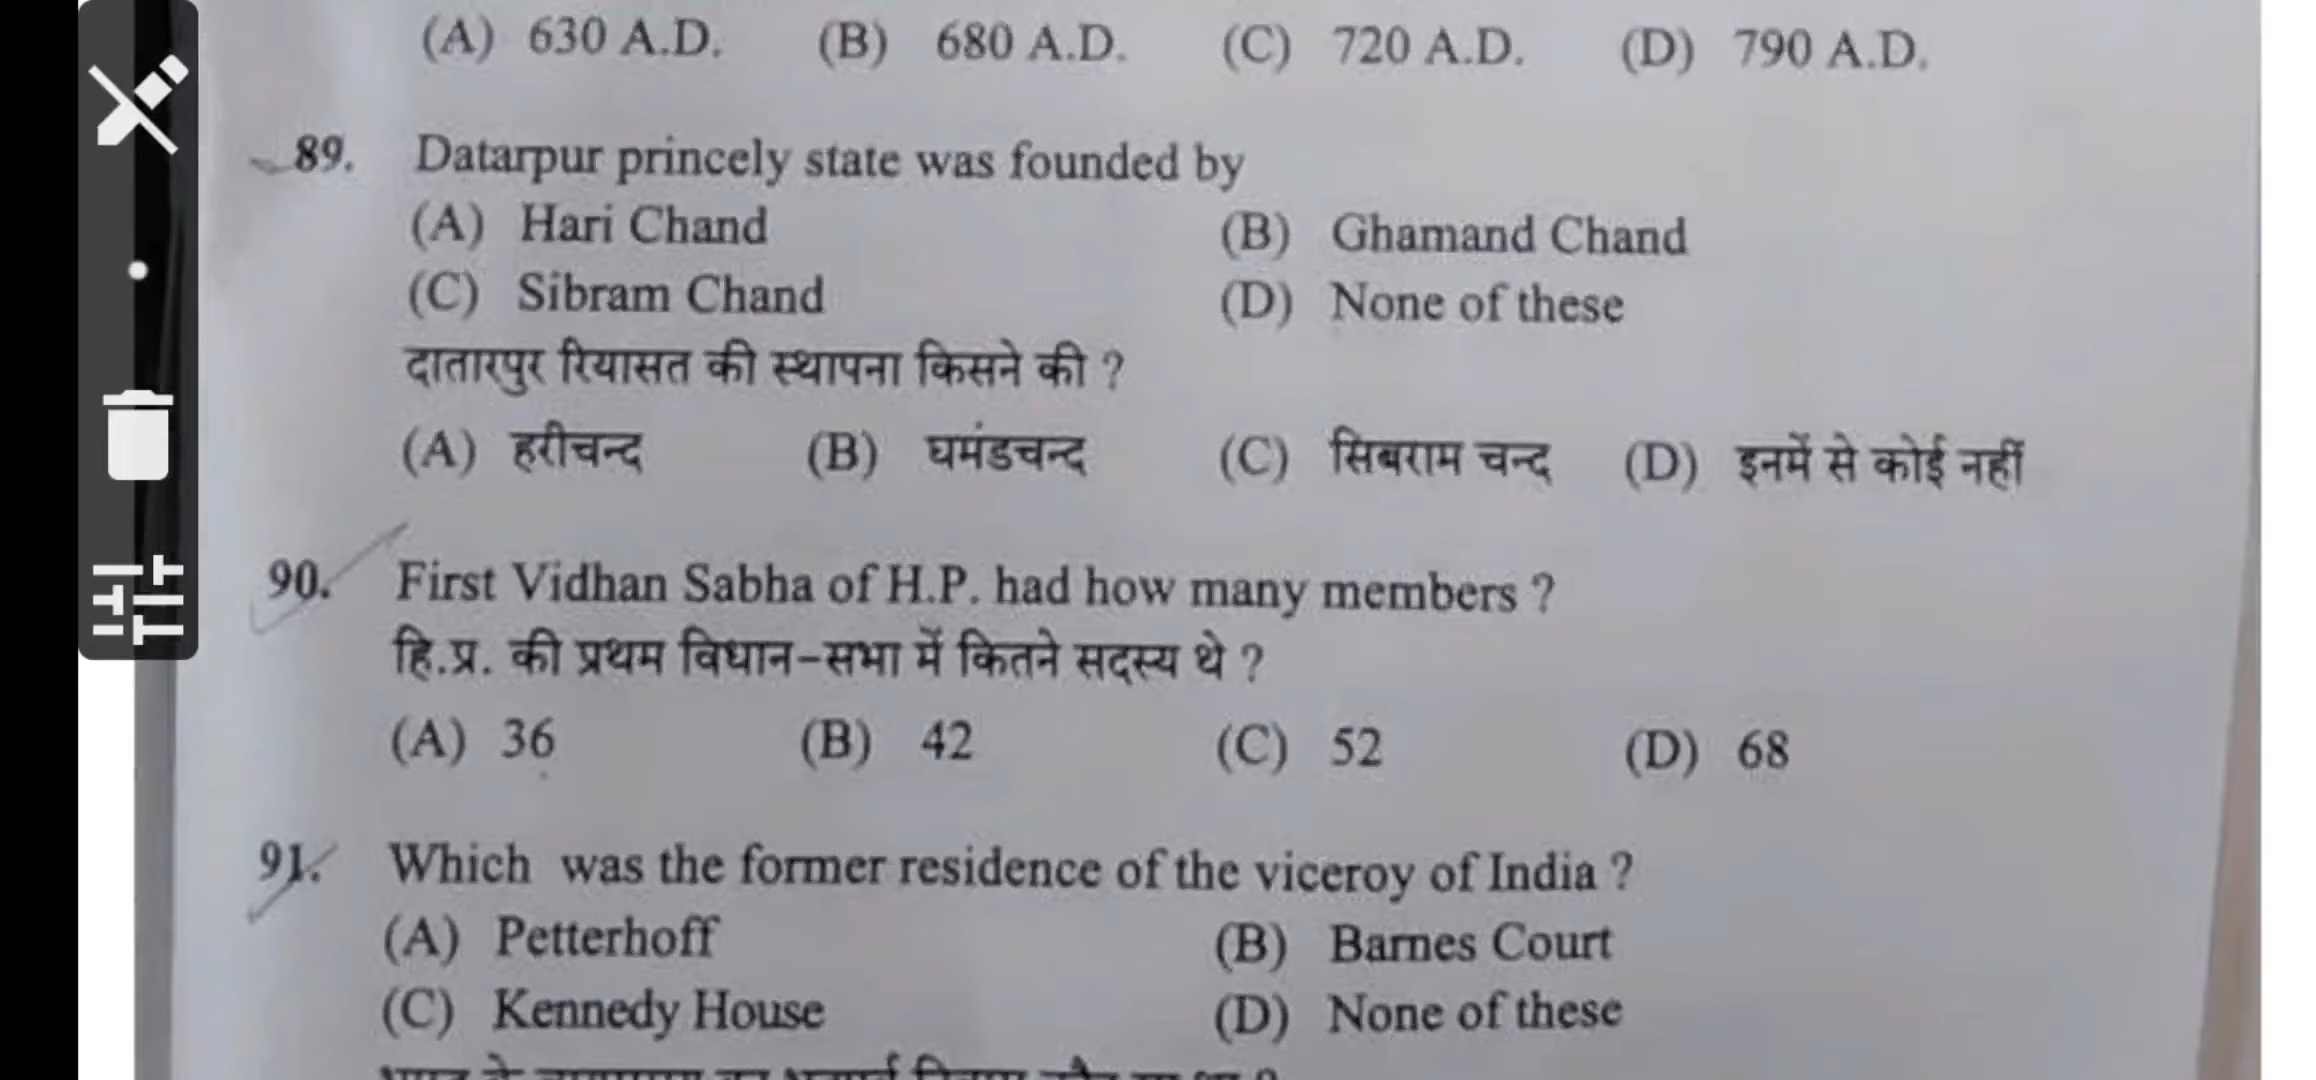 (A) 630 A.D. (B) 680 A.D. (C) 720 A.D. (D) 790 A.D.
89. Datarpur princely state was founded by
(A) Hari Chand (B) Ghamand Chand
(C) Sibram Chand (D) None of these
दातारपुर रियासत की स्थापना किसने की ?
(A) हरीचन्द (B) घमंडचन्द (C) सिबराम चन्द (D) इनमें से कोई नहीं
90. First Vidhan Sabha of H.P. had how many members ?
हि.प्र. की प्रथम विधान-सभा में कितने सदस्य थे ?
(A) 36 (B) 42 (C) 52 (D) 68
91. Which was the former residence of the viceroy of India ?
(A) Petterhoff (B) Barnes Court
(C) Kennedy House (D) None of these